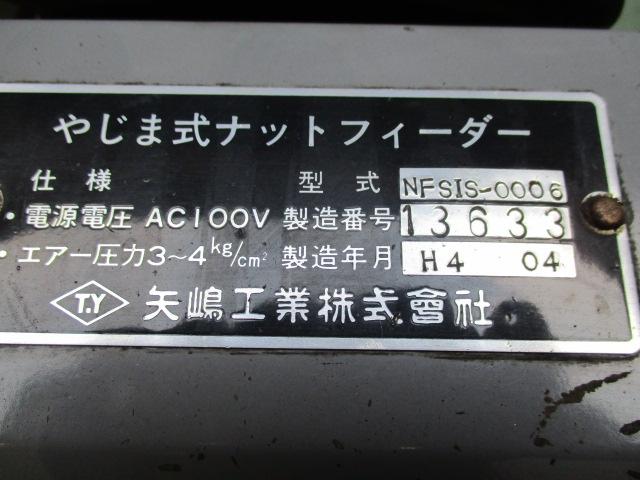 やじま式ナットフィーダー
仕様 型式 NFSIS-0006
・電源電圧 AC100V 製造番号 13633
・エアー圧力3~4kg/cm² 製造年月 H4 04
T.Y 矢嶋工業株式會社